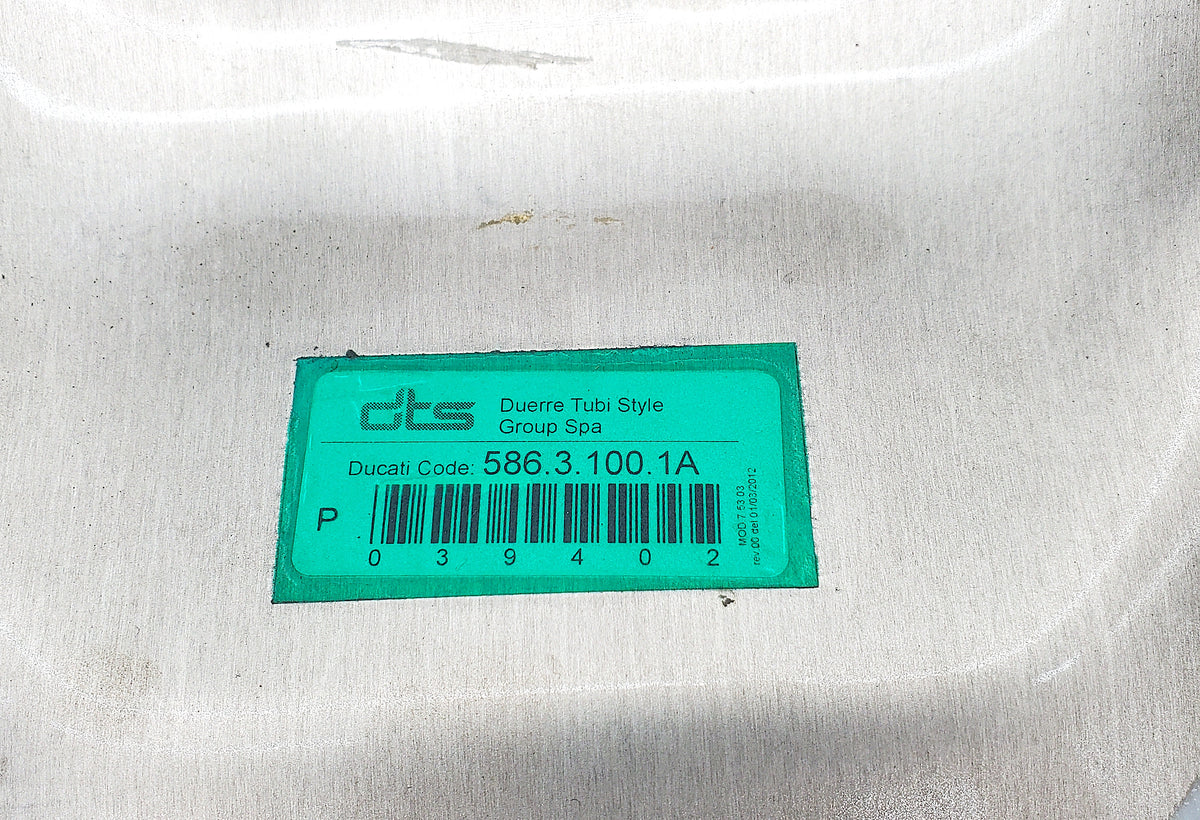 dts
Duerre Tubi Style
Group Spa
Ducati Code: 586.3.100.1A
P
0 3 9 4 0 2
MOD 7.53 03
rev.00 del 01/03/2012